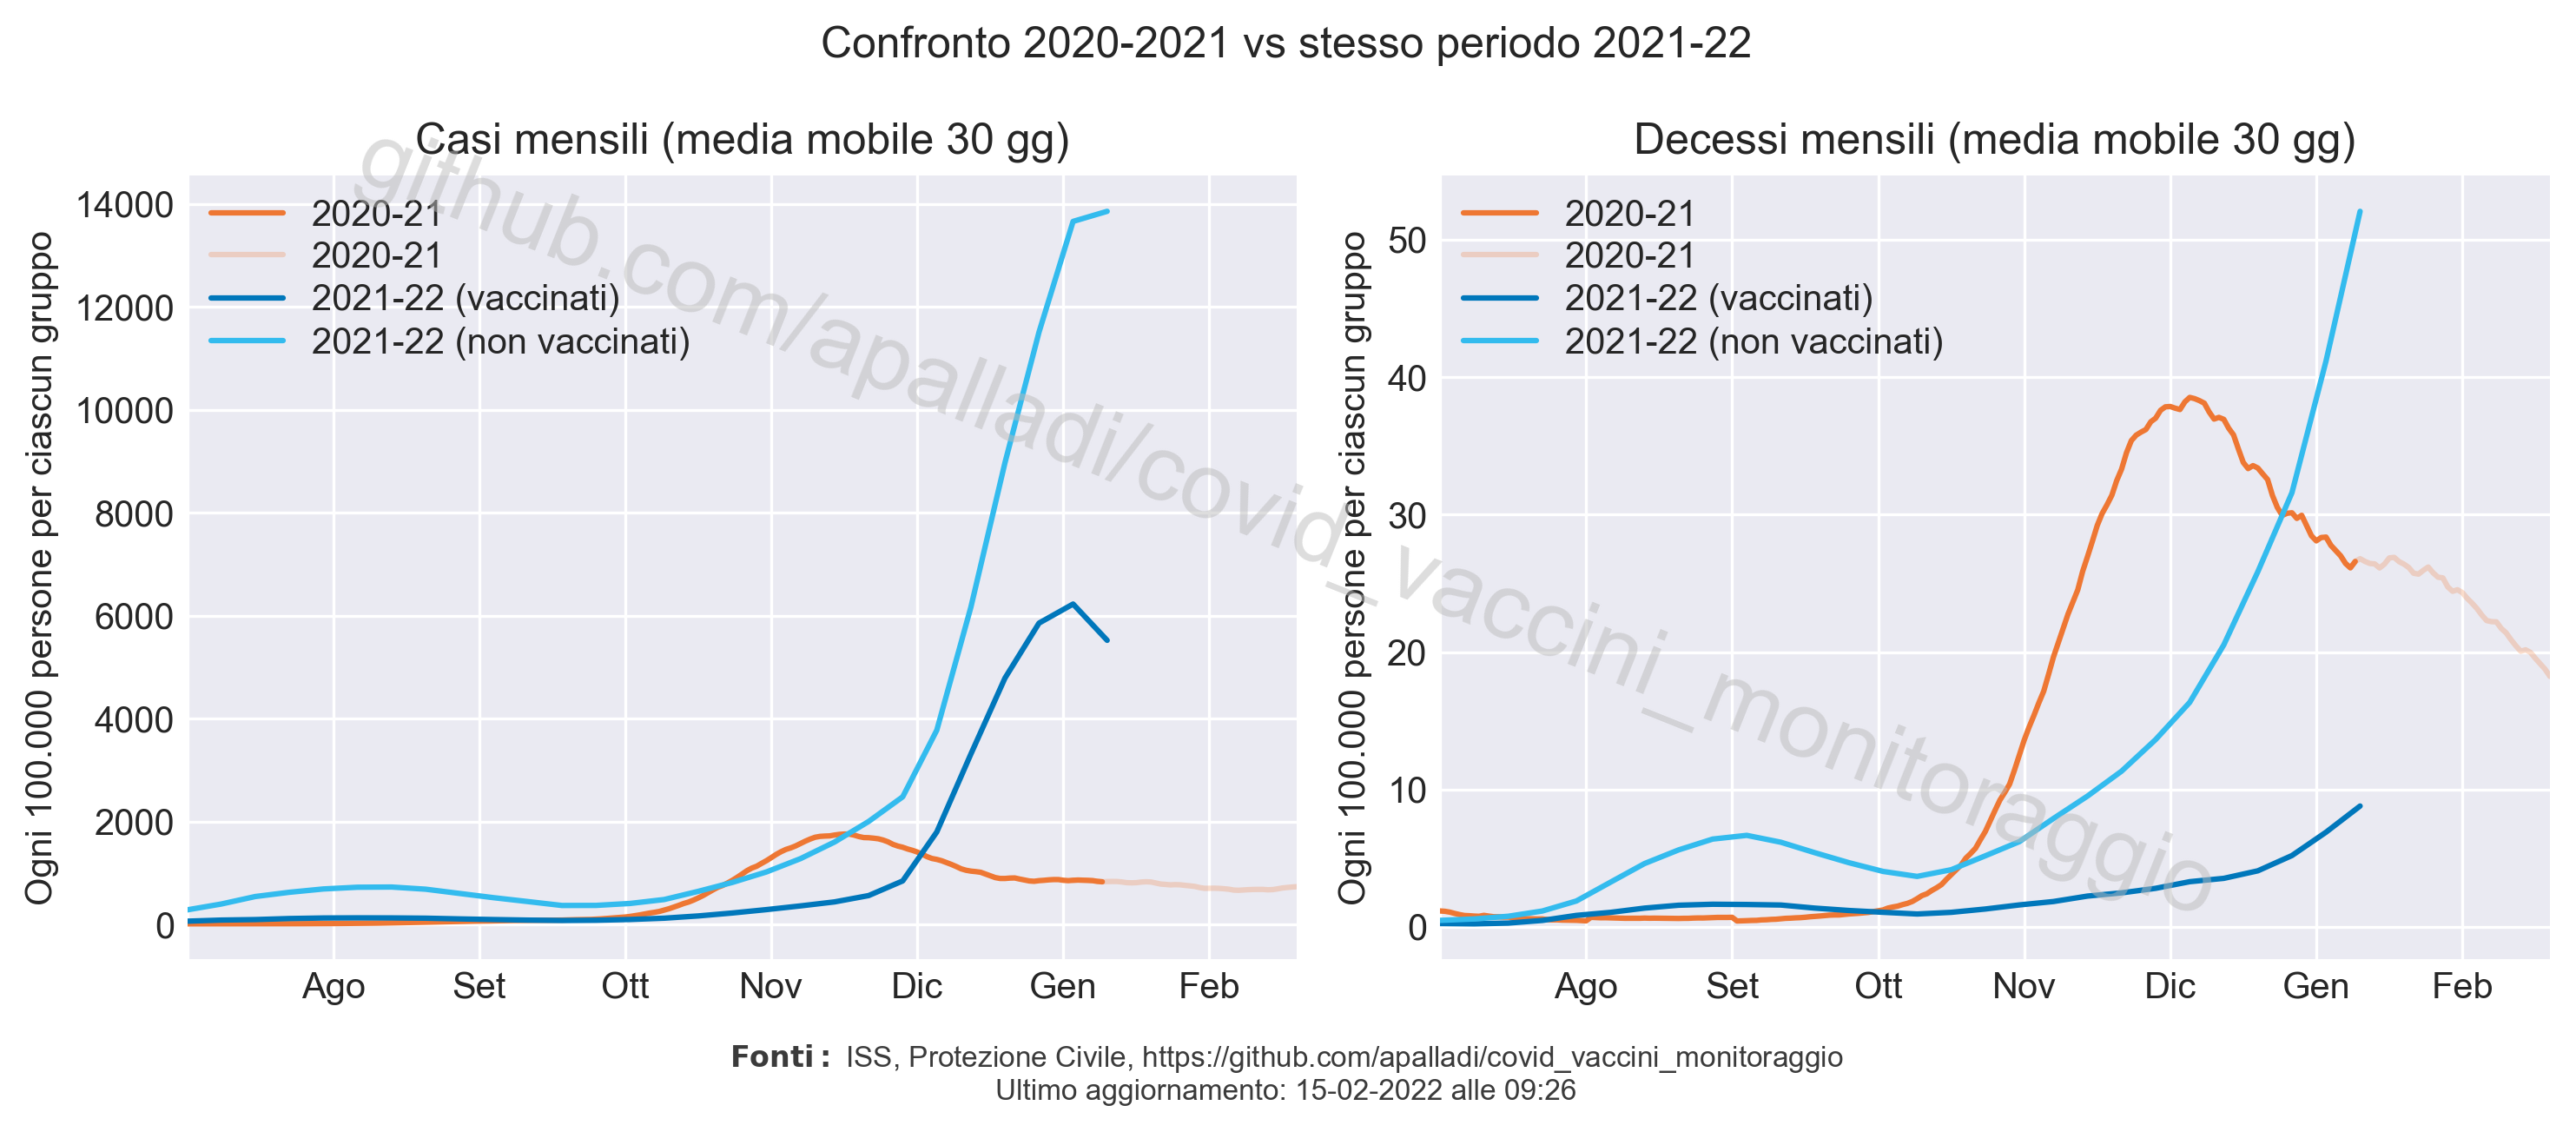 Confronto 2020-2021 vs stesso periodo 2021-22
Casi mensili (media mobile 30 gg)
Ogni 100.000 persone per ciascun gruppo
14000
12000
10000
8000
6000
4000
2000
0
2020-21
2020-21
2021-22 (vaccinati)
2021-22 (non vaccinati)
Ago Set Ott Nov Dic Gen Feb
Decessi mensili (media mobile 30 gg)
Ogni 100.000 persone per ciascun gruppo
50
40
30
20
10
0
2020-21
2020-21
2021-22 (vaccinati)
2021-22 (non vaccinati)
Ago Set Ott Nov Dic Gen Feb
github.com/apalladi/covid_vaccini_monitoraggio
Fonti: ISS, Protezione Civile, https://github.com/apalladi/covid_vaccini_monitoraggio
Ultimo aggiornamento: 15-02-2022 alle 09:26